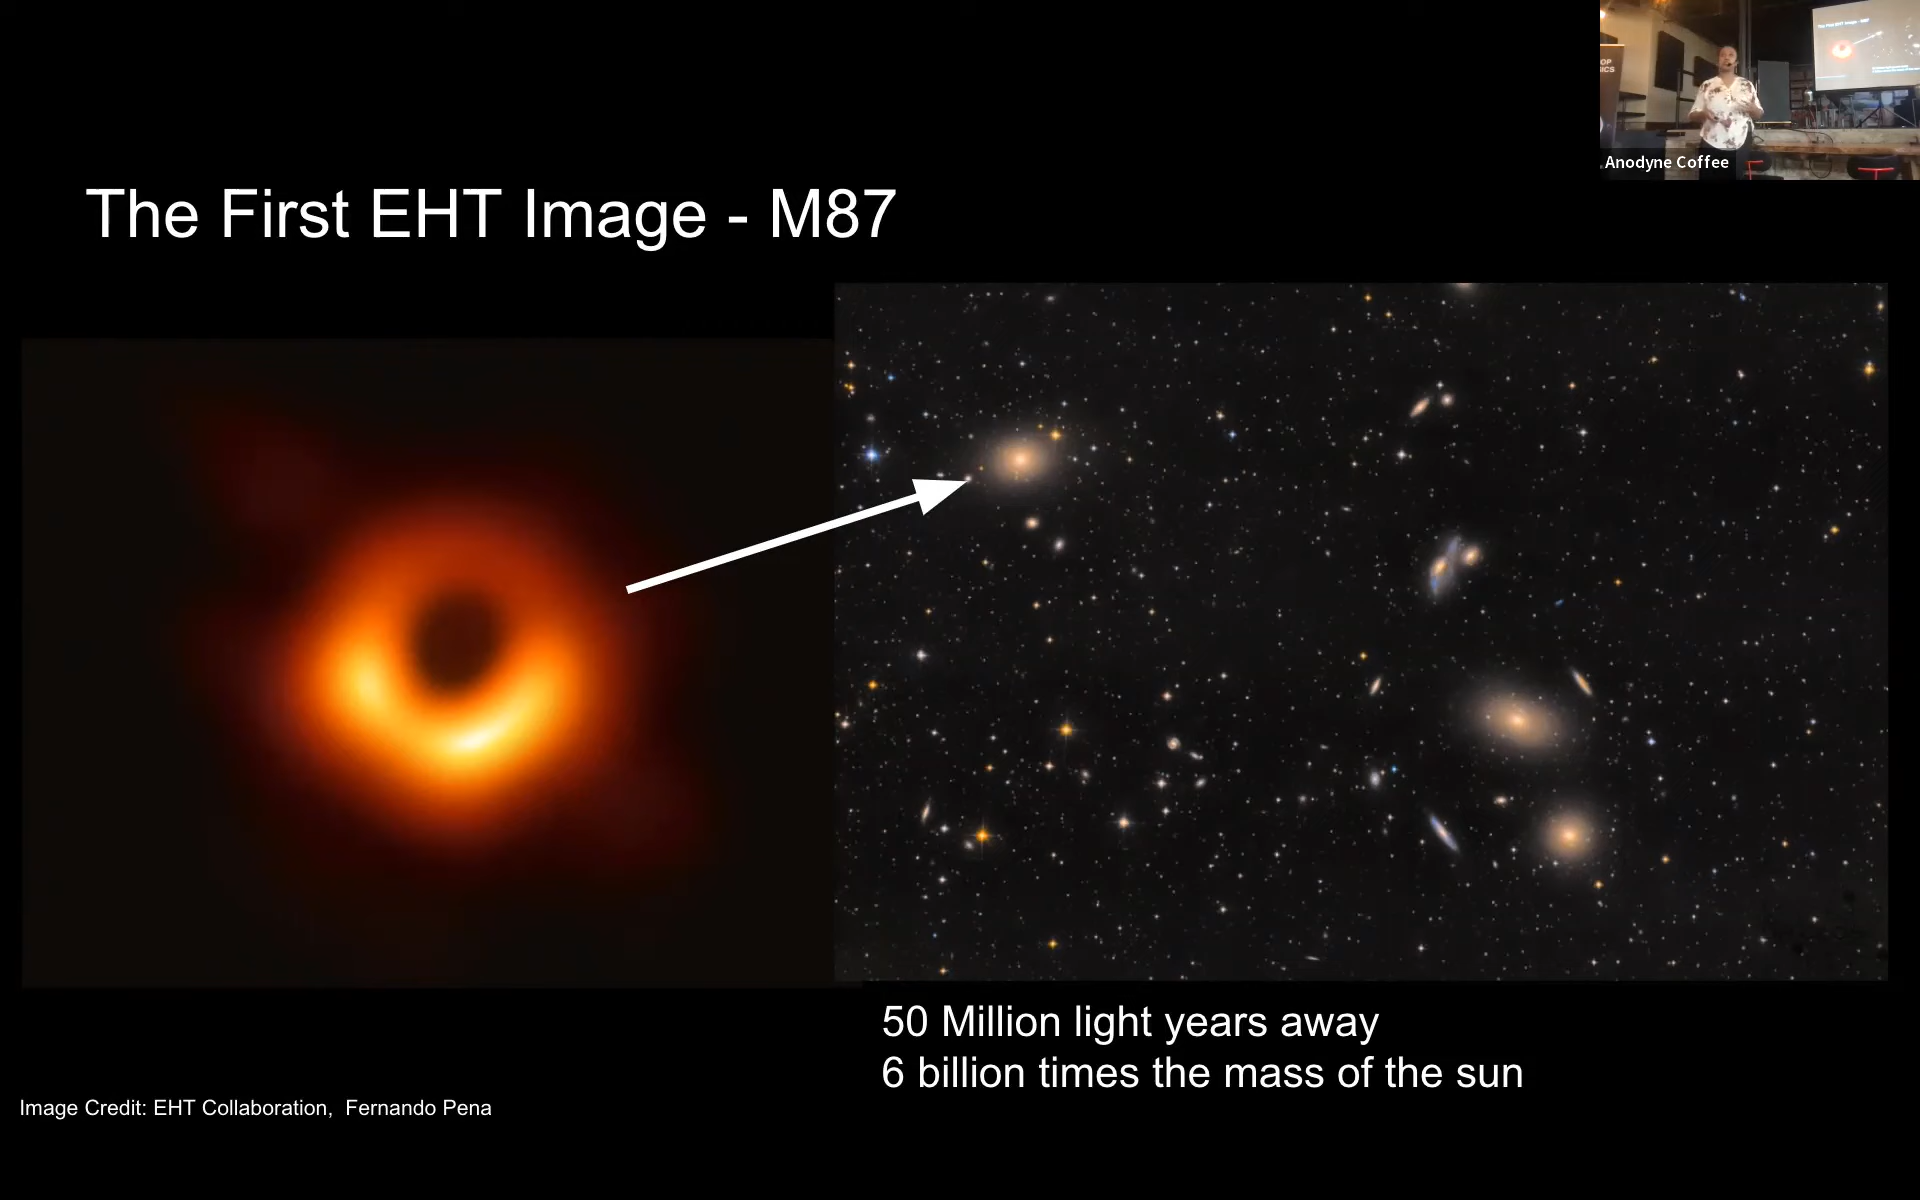 Anodyne Coffee
The First EHT Image - M87
50 Million light years away
6 billion times the mass of the sun
Image Credit: EHT Collaboration, Fernando Pena